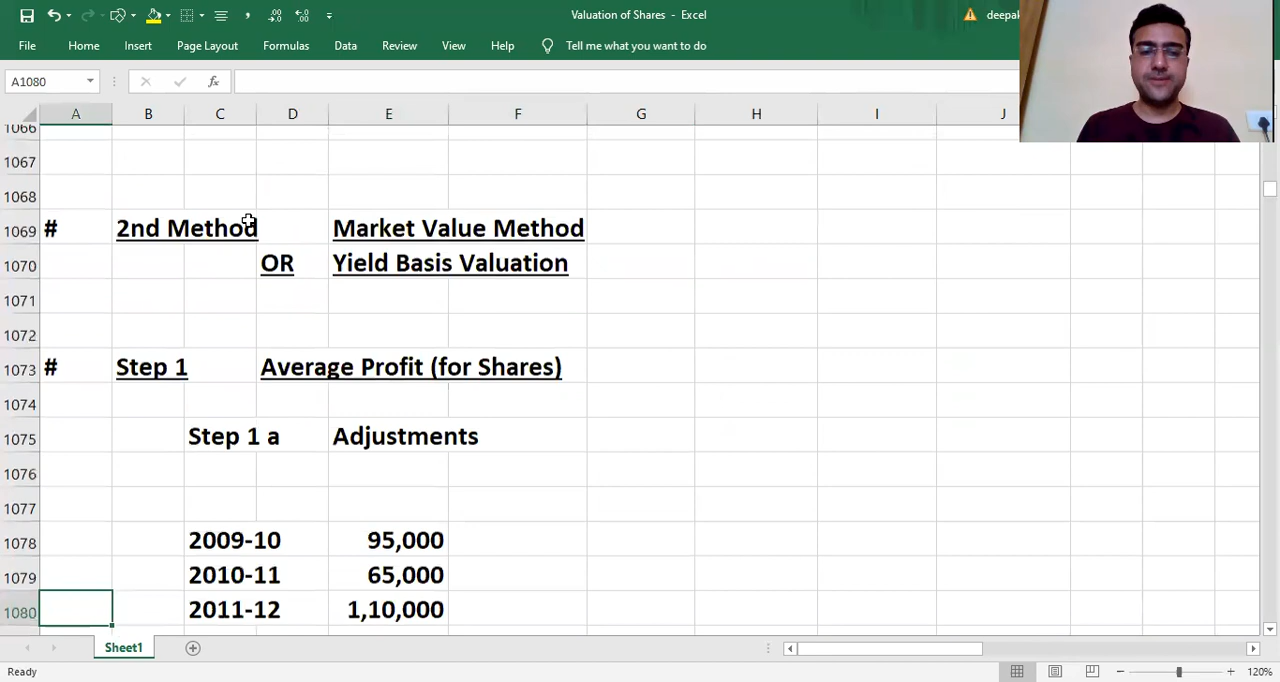 Valuation of Shares - Excel
deepak
File Home Insert Page Layout Formulas Data Review View Help Tell me what you want to do
A1080
fx
A B C D E F G H I J
1066
1067
1068
1069 # 2nd Method Market Value Method
1070 OR Yield Basis Valuation
1071
1072
1073 # Step 1 Average Profit (for Shares)
1074
1075 Step 1 a Adjustments
1076
1077
1078 2009-10 95,000
1079 2010-11 65,000
1080 2011-12 1,10,000
Sheet1
Ready
120%